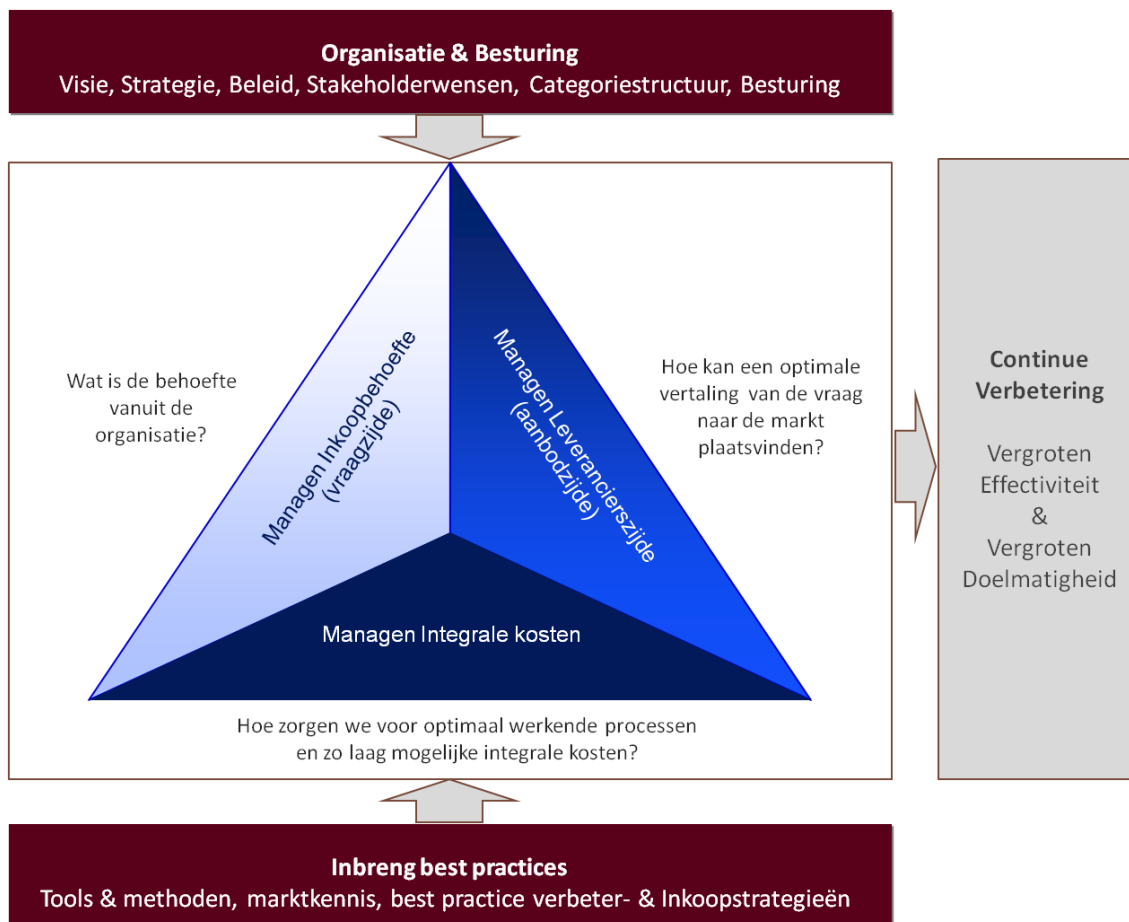 Organisatie & Besturing
Visie, Strategie, Beleid, Stakeholderwensen, Categoriestructuur, Besturing
Wat is de behoefte
vanuit de
organisatie?
Managen Inkoopbehoefte
(vraagzijde)
Managen Leverancierszijde
(aanbodzijde)
Hoe kan een optimale
vertaling van de vraag
naar de markt
plaatsvinden?
Managen Integrale kosten
Hoe zorgen we voor optimaal werkende processen
en zo laag mogelijke integrale kosten?
Continue
Verbetering
Vergroten
Effectiviteit
&
Vergroten
Doelmatigheid
Inbreng best practices
Tools & methoden, marktkennis, best practice verbeter- & Inkoopstrategieën